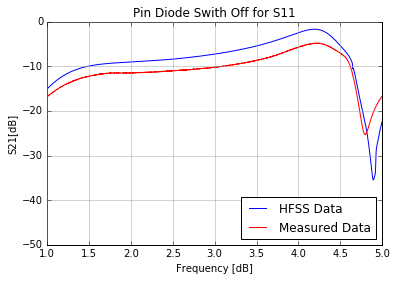 Pin Diode Swith Off for S11
0
−10
−20
−30
−40
−50
S21[dB]
1.0 1.5 2.0 2.5 3.0 3.5 4.0 4.5 5.0
Frequency [dB]
HFSS Data
Measured Data